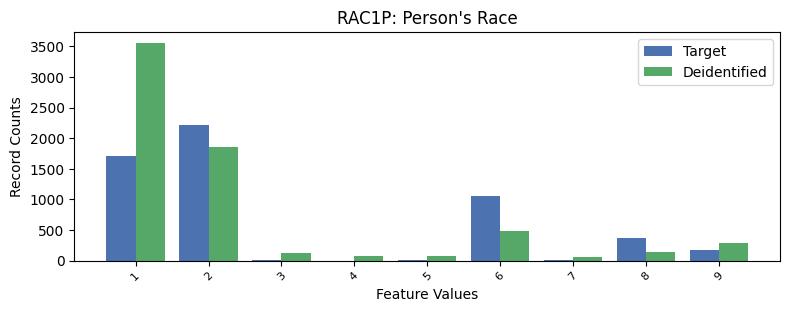 RAC1P: Person's Race
Target
Deidentified
Record Counts
3500
3000
2500
2000
1500
1000
500
0
1 2 3 4 5 6 7 8 9
Feature Values